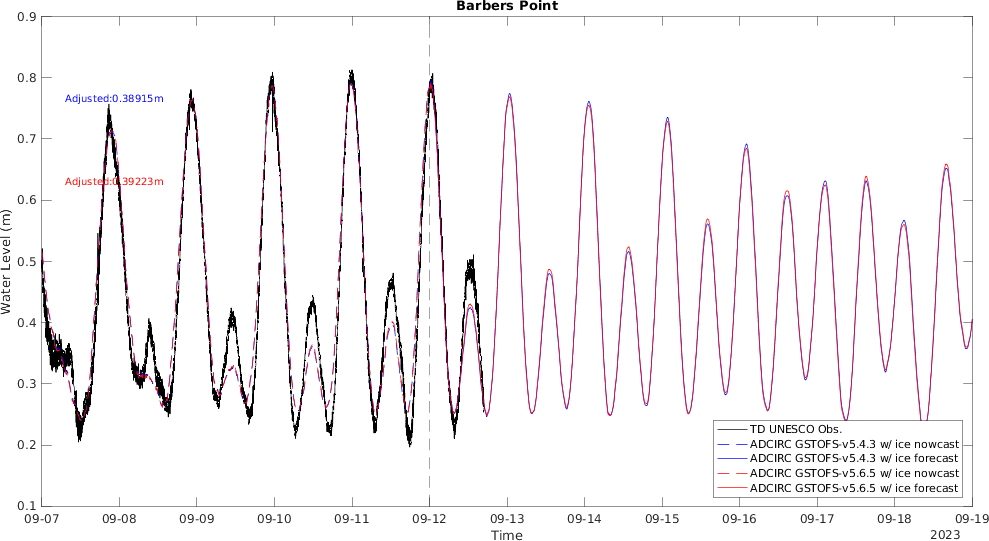 Barbers Point
0.9
0.8
0.7
0.6
0.5
0.4
0.3
0.2
0.1
Water Level (m)
Adjusted:0.38915m
Adjusted:0.39223m
TD UNESCO Obs.
ADCIRC GSTOFS-v5.4.3 w/ ice nowcast
ADCIRC GSTOFS-v5.4.3 w/ ice forecast
ADCIRC GSTOFS-v5.6.5 w/ ice nowcast
ADCIRC GSTOFS-v5.6.5 w/ ice forecast
09-07 09-08 09-09 09-10 09-11 09-12 09-13 09-14 09-15 09-16 09-17 09-18 09-19
Time
2023